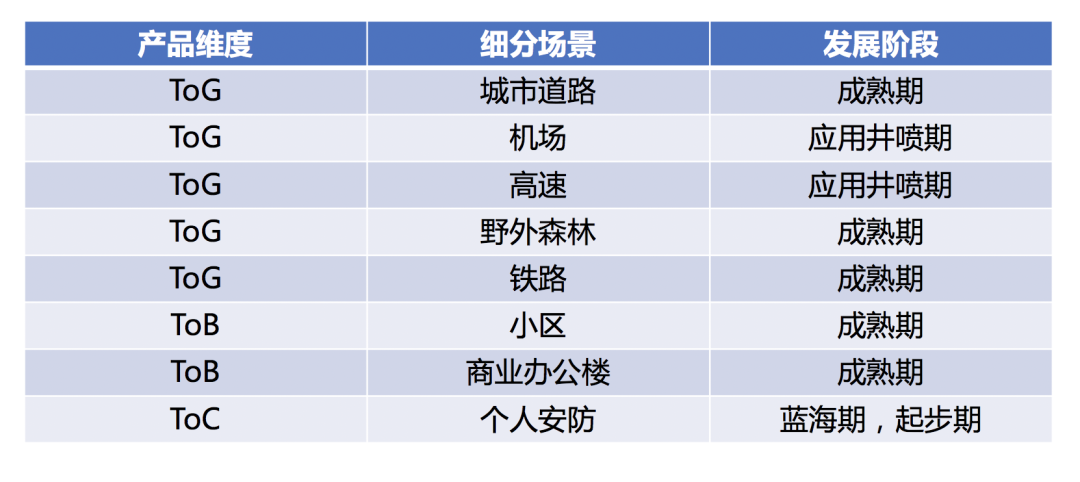 产品维度 细分场景 发展阶段
ToG 城市道路 成熟期
ToG 机场 应用井喷期
ToG 高速 应用井喷期
ToG 野外森林 成熟期
ToG 铁路 成熟期
ToB 小区 成熟期
ToB 商业办公楼 成熟期
ToC 个人安防 蓝海期，起步期